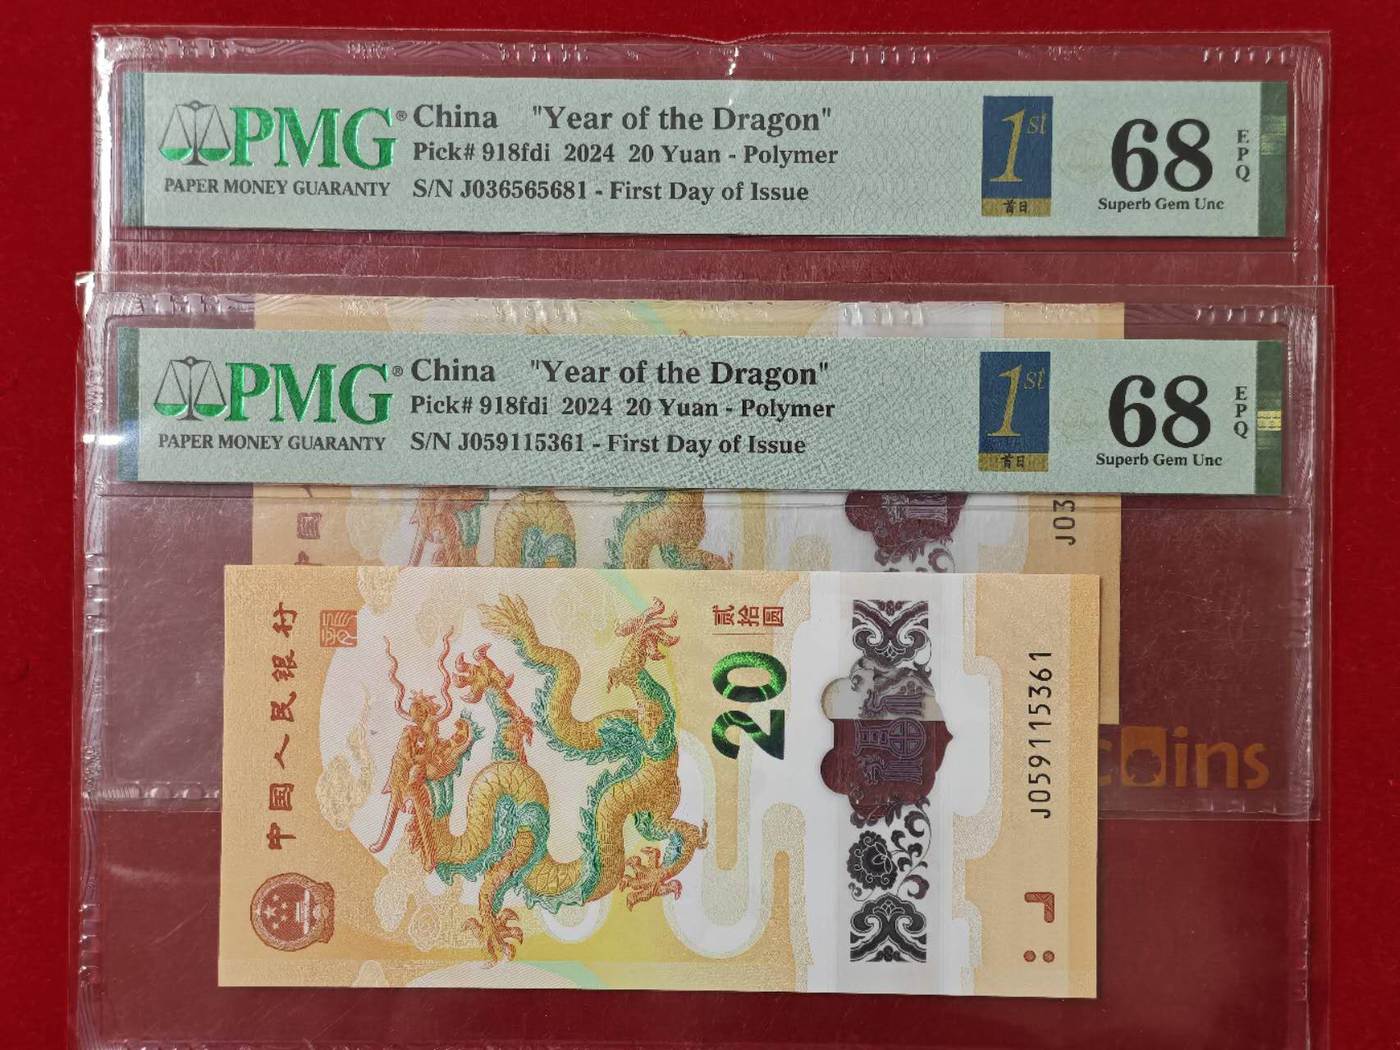 PMG® China "Year of the Dragon"
Pick# 918fdi 2024 20 Yuan - Polymer
PAPER MONEY GUARANTY S/N J036565681 - First Day of Issue
1st
首日
68
EPQ
Superb Gem Unc
PMG® China "Year of the Dragon"
Pick# 918fdi 2024 20 Yuan - Polymer
PAPER MONEY GUARANTY S/N J059115361 - First Day of Issue
1st
首日
68
EPQ
Superb Gem Unc
中国
J03
中国人民银行
贰拾圆
20
福
J059115361
coins